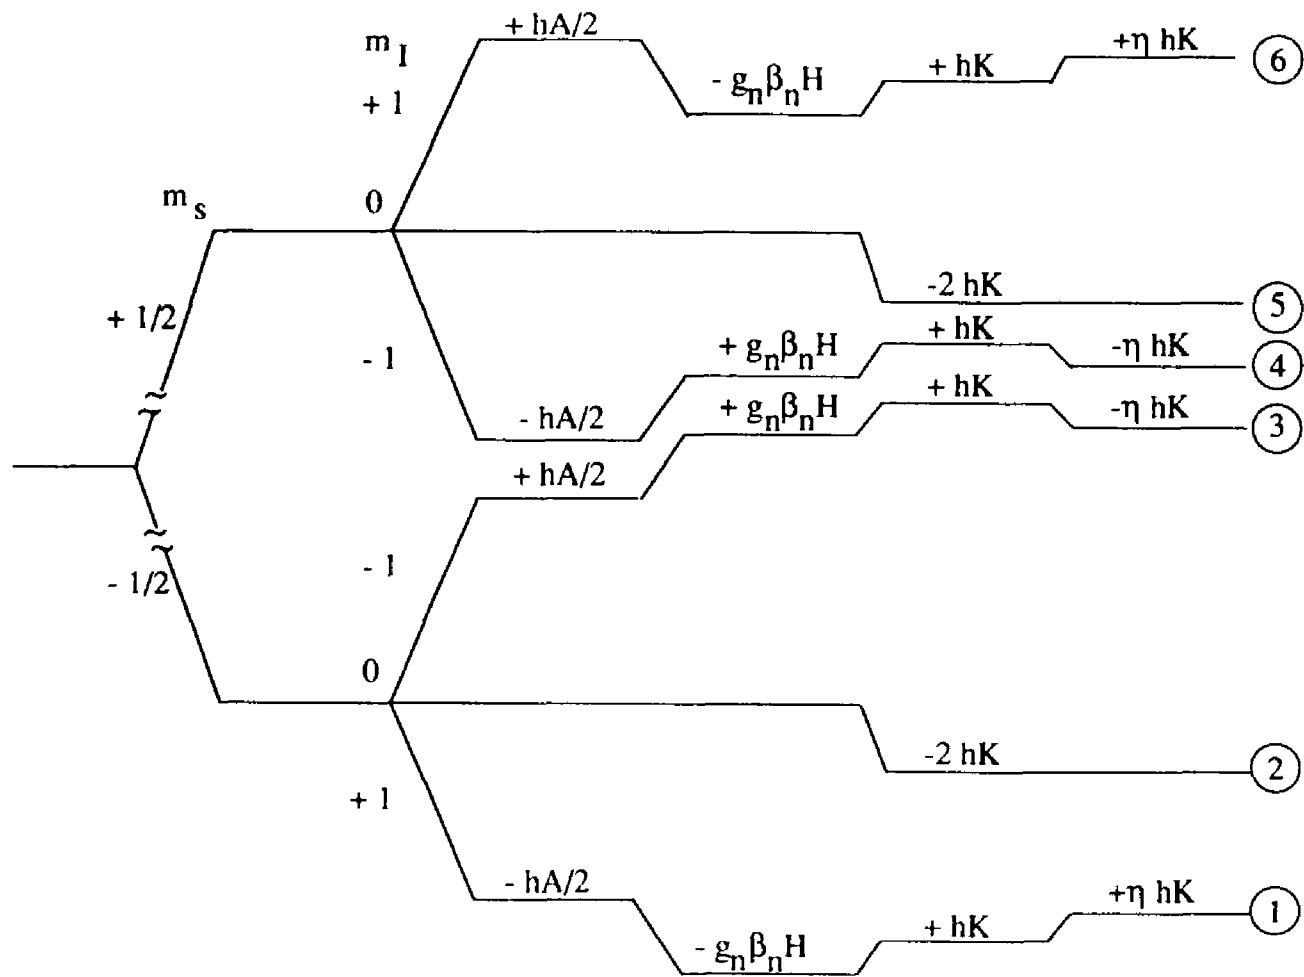 + hA/2
m_I
+ 1
- g_nβ_nH
+ hK
+η hK
6
m_s
0
+ 1/2
-2 hK
5
- 1
- hA/2
+ g_nβ_nH
+ hK
-η hK
4
+ hA/2
+ g_nβ_nH
+ hK
-η hK
3
- 1/2
- 1
0
-2 hK
2
+ 1
- hA/2
- g_nβ_nH
+ hK
+η hK
1